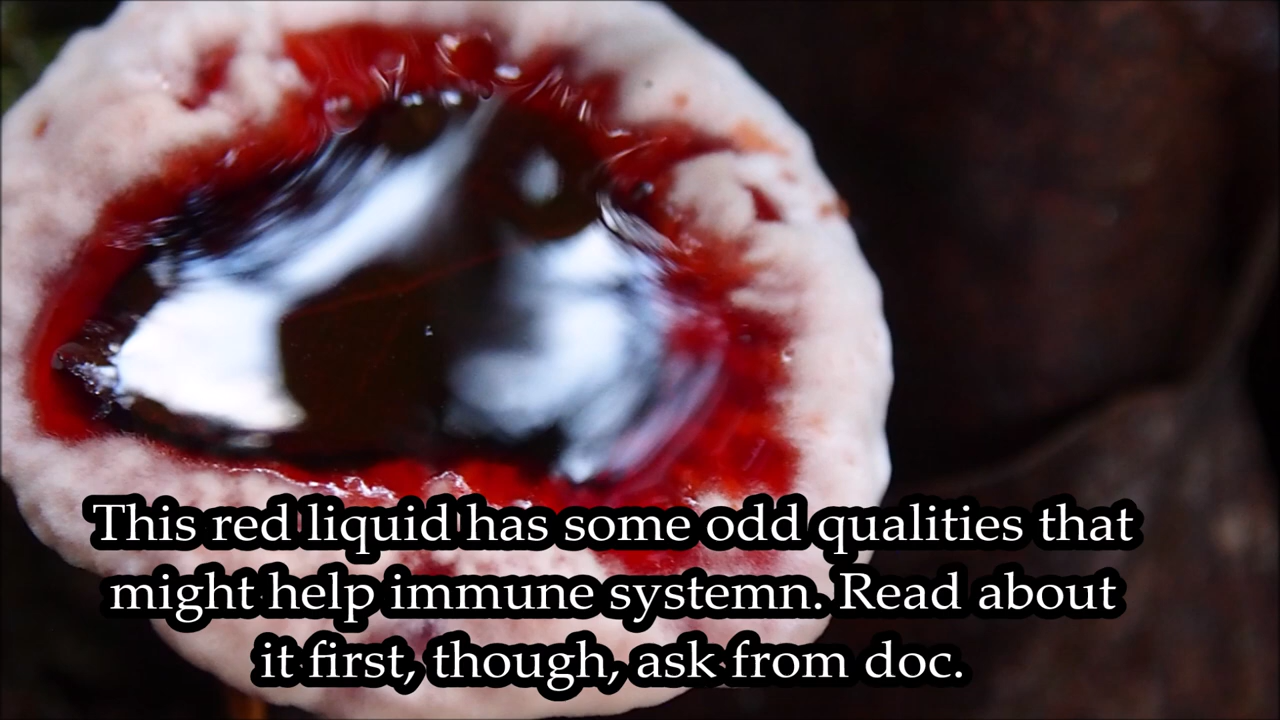 This red liquid has some odd qualities that
might help immune systemn. Read about
it first, though, ask from doc.